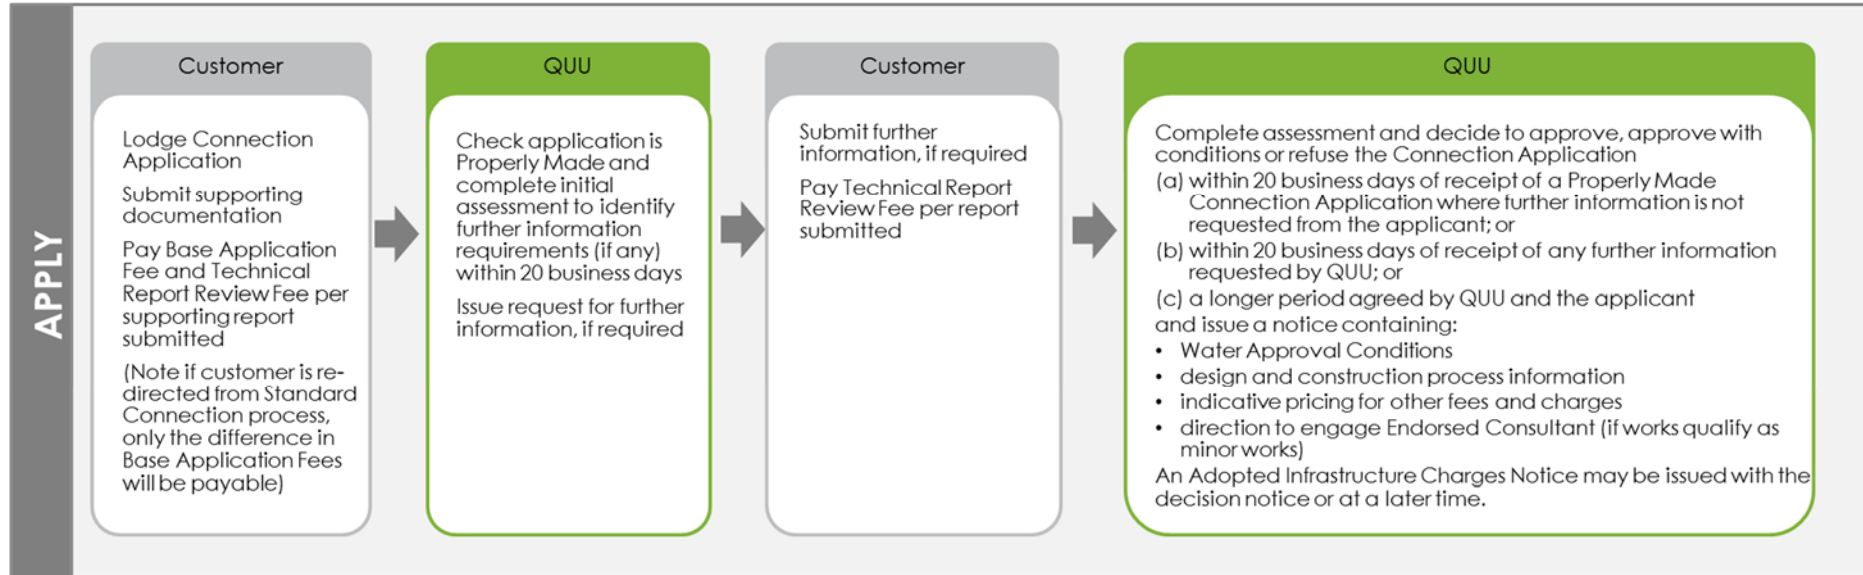 APPLY
Customer
Lodge Connection
Application
Submit supporting
documentation
Pay Base Application
Fee and Technical
Report Review Fee per
supporting report
submitted
(Note if customer is re-
directed from Standard
Connection process,
only the difference in
Base Application Fees
will be payable)
QUU
Check application is
Properly Made and
complete initial
assessment to identify
further information
requirements (if any)
within 20 business days
Issue request for further
information, if required
Customer
Submit further
information, if required
Pay Technical Report
Review Fee per report
submitted
QUU
Complete assessment and decide to approve, approve with
conditions or refuse the Connection Application
(a) within 20 business days of receipt of a Properly Made
Connection Application where further information is not
requested from the applicant; or
(b) within 20 business days of receipt of any further information
requested by QUU; or
(c) a longer period agreed by QUU and the applicant
and issue a notice containing:
• Water Approval Conditions
• design and construction process information
• indicative pricing for other fees and charges
• direction to engage Endorsed Consultant (if works qualify as
minor works)
An Adopted Infrastructure Charges Notice may be issued with the
decision notice or at a later time.